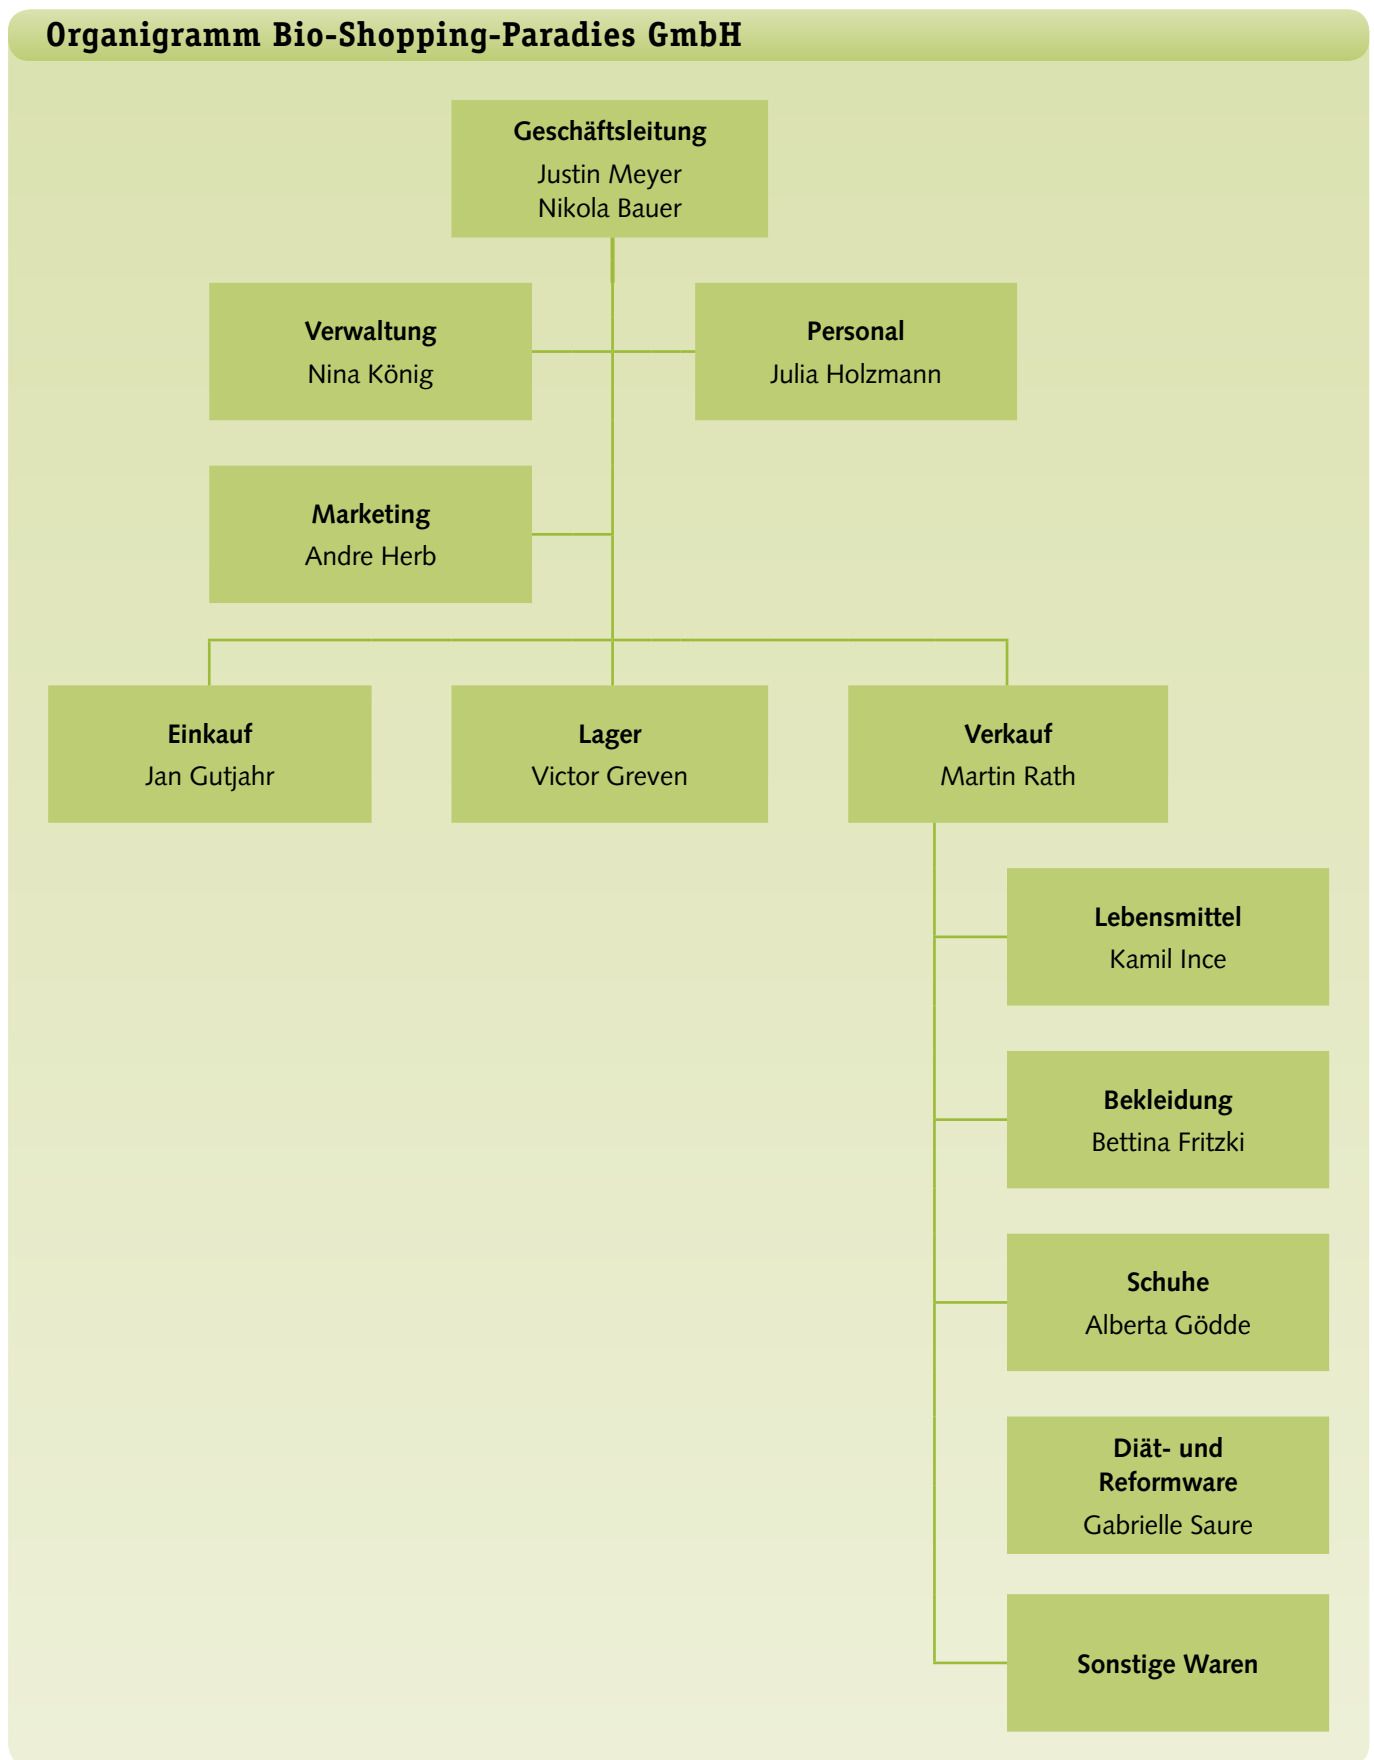 Organigramm Bio-Shopping-Paradies GmbH
Geschäftsleitung
Justin Meyer
Nikola Bauer
Verwaltung
Nina König
Personal
Julia Holzmann
Marketing
Andre Herb
Einkauf
Jan Gutjahr
Lager
Victor Greven
Verkauf
Martin Rath
Lebensmittel
Kamil Ince
Bekleidung
Bettina Fritzki
Schuhe
Alberta Gödde
Diät- und
Reformware
Gabrielle Saure
Sonstige Waren